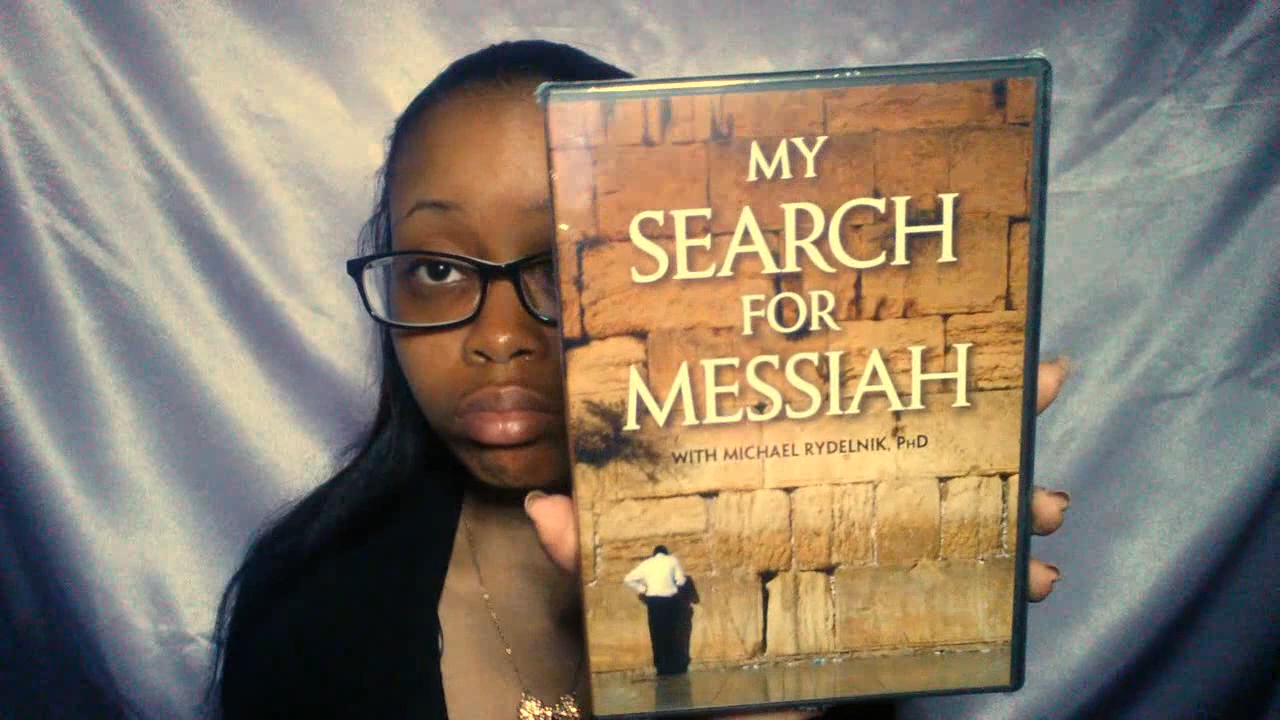 MY
SEARCH
FOR
MESSIAH
WITH MICHAEL RYDELNIK, PHD